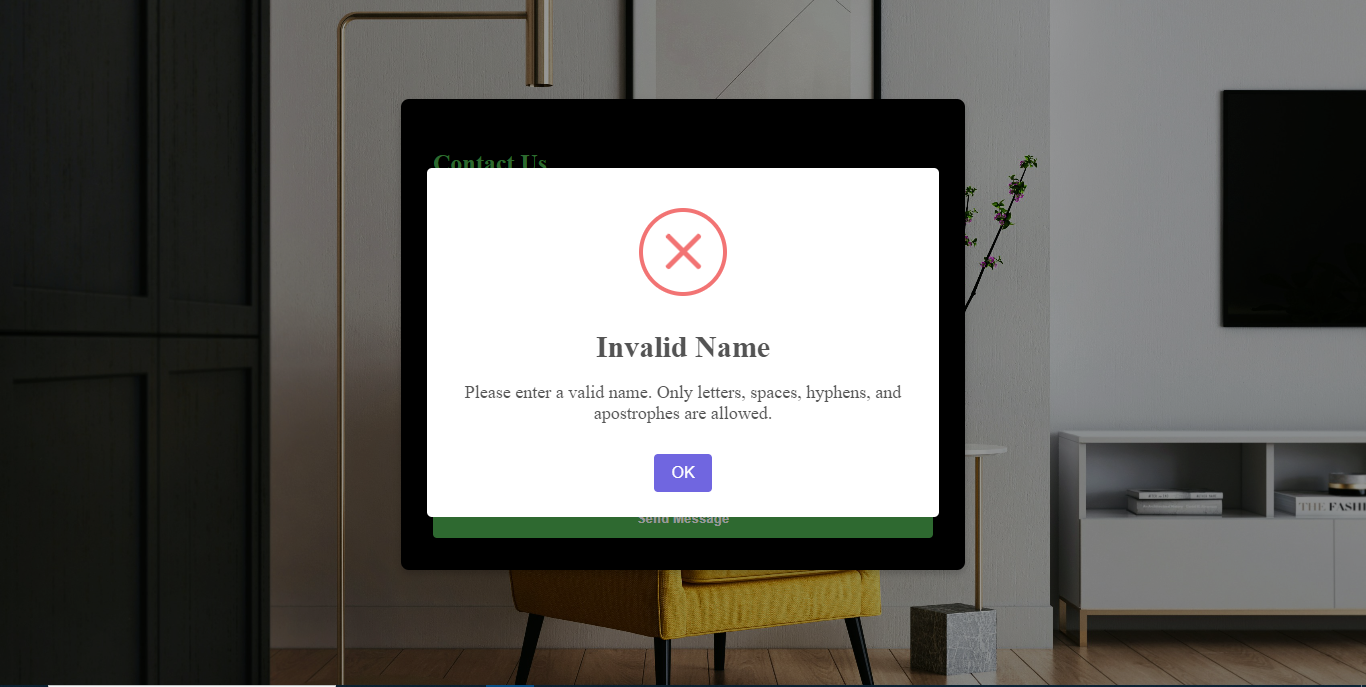 Contact Us
Invalid Name
Please enter a valid name. Only letters, spaces, hyphens, and
apostrophes are allowed.
OK
Send Message
THE